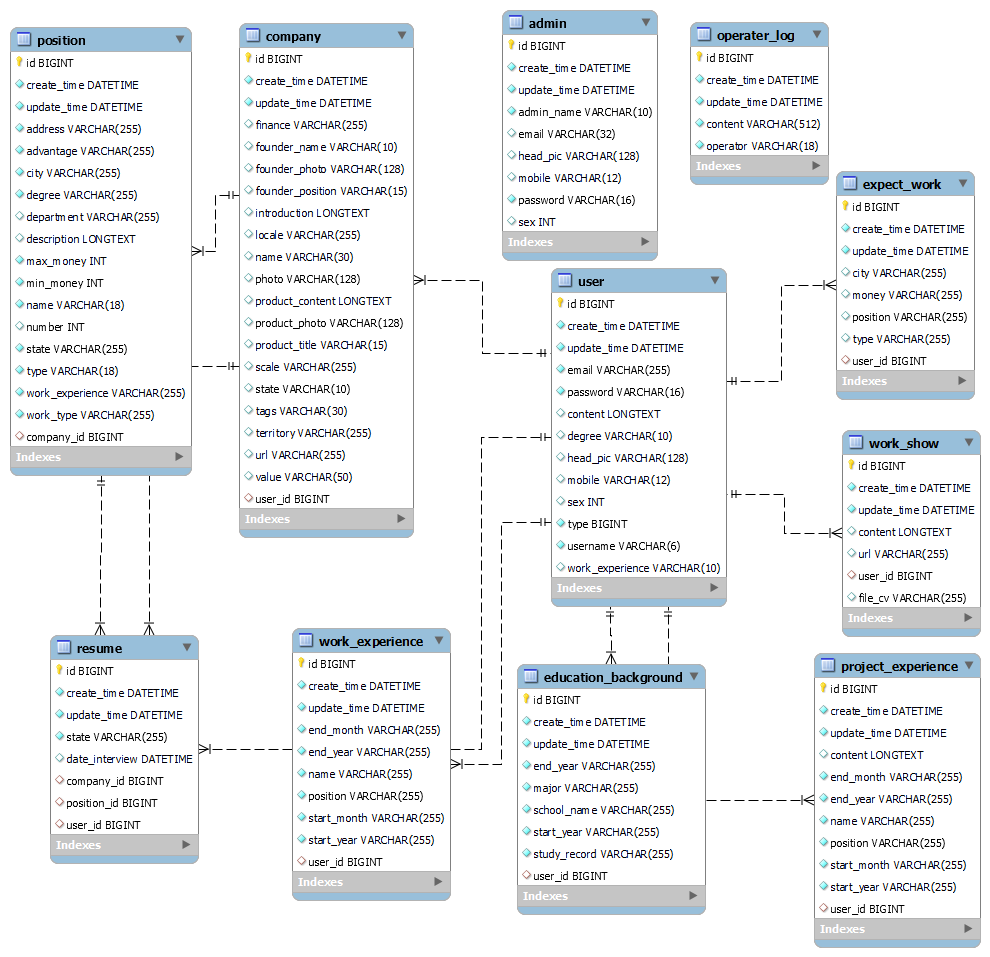 position
id BIGINT
create_time DATETIME
update_time DATETIME
address VARCHAR(255)
advantage VARCHAR(255)
city VARCHAR(255)
degree VARCHAR(255)
department VARCHAR(255)
description LONGTEXT
max_money INT
min_money INT
name VARCHAR(18)
number INT
state VARCHAR(255)
type VARCHAR(18)
work_experience VARCHAR(255)
work_type VARCHAR(255)
company_id BIGINT
Indexes
company
id BIGINT
create_time DATETIME
update_time DATETIME
finance VARCHAR(255)
founder_name VARCHAR(10)
founder_photo VARCHAR(128)
founder_position VARCHAR(15)
introduction LONGTEXT
locale VARCHAR(255)
name VARCHAR(30)
photo VARCHAR(128)
product_content LONGTEXT
product_photo VARCHAR(128)
product_title VARCHAR(15)
scale VARCHAR(255)
state VARCHAR(10)
tags VARCHAR(30)
territory VARCHAR(255)
url VARCHAR(255)
value VARCHAR(50)
user_id BIGINT
Indexes
admin
id BIGINT
create_time DATETIME
update_time DATETIME
admin_name VARCHAR(10)
email VARCHAR(32)
head_pic VARCHAR(128)
mobile VARCHAR(12)
password VARCHAR(16)
sex INT
Indexes
operater_log
id BIGINT
create_time DATETIME
update_time DATETIME
content VARCHAR(512)
operator VARCHAR(18)
Indexes
expect_work
id BIGINT
create_time DATETIME
update_time DATETIME
city VARCHAR(255)
money VARCHAR(255)
position VARCHAR(255)
type VARCHAR(255)
user_id BIGINT
Indexes
user
id BIGINT
create_time DATETIME
update_time DATETIME
email VARCHAR(255)
password VARCHAR(16)
content LONGTEXT
degree VARCHAR(10)
head_pic VARCHAR(128)
mobile VARCHAR(12)
sex INT
type BIGINT
username VARCHAR(6)
work_experience VARCHAR(10)
Indexes
work_show
id BIGINT
create_time DATETIME
update_time DATETIME
content LONGTEXT
url VARCHAR(255)
user_id BIGINT
file_cv VARCHAR(255)
Indexes
resume
id BIGINT
create_time DATETIME
update_time DATETIME
state VARCHAR(255)
date_interview DATETIME
company_id BIGINT
position_id BIGINT
user_id BIGINT
Indexes
work_experience
id BIGINT
create_time DATETIME
update_time DATETIME
end_month VARCHAR(255)
end_year VARCHAR(255)
name VARCHAR(255)
position VARCHAR(255)
start_month VARCHAR(255)
start_year VARCHAR(255)
user_id BIGINT
Indexes
education_background
id BIGINT
create_time DATETIME
update_time DATETIME
end_year VARCHAR(255)
major VARCHAR(255)
school_name VARCHAR(255)
start_year VARCHAR(255)
study_record VARCHAR(255)
user_id BIGINT
Indexes
project_experience
id BIGINT
create_time DATETIME
update_time DATETIME
content LONGTEXT
end_month VARCHAR(255)
end_year VARCHAR(255)
name VARCHAR(255)
position VARCHAR(255)
start_month VARCHAR(255)
start_year VARCHAR(255)
user_id BIGINT
Indexes